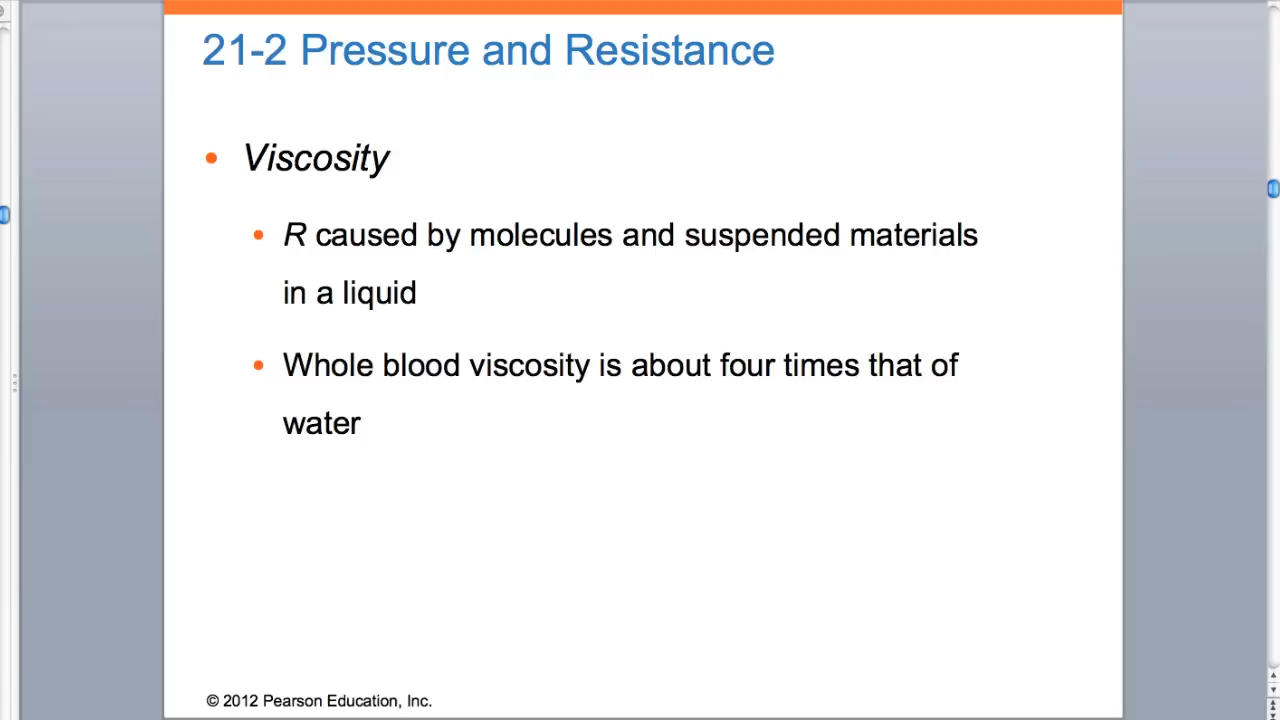 21-2 Pressure and Resistance
• Viscosity
• R caused by molecules and suspended materials
in a liquid
• Whole blood viscosity is about four times that of
water
© 2012 Pearson Education, Inc.